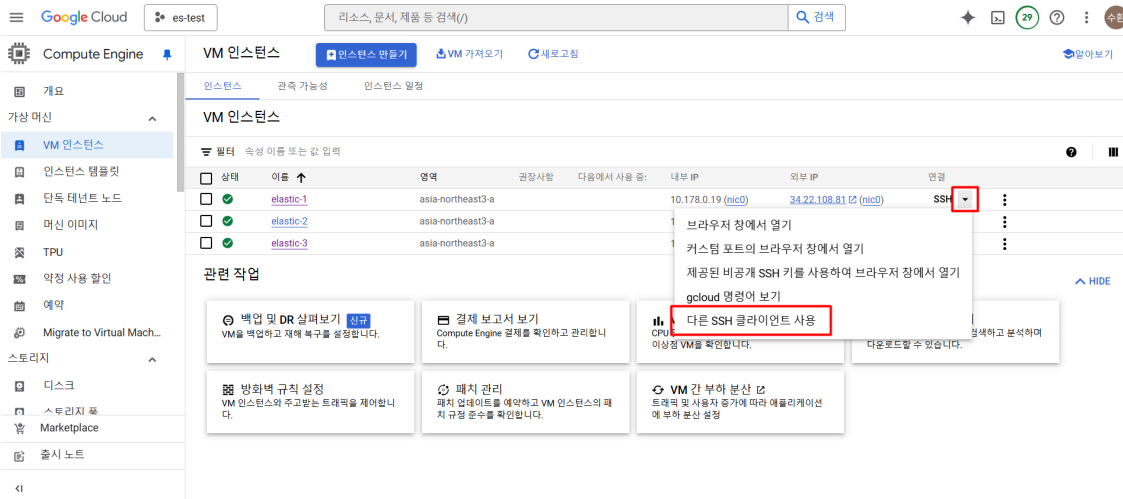 Google Cloud
es-test
리소스, 문서, 제품 등 검색(/)
검색
29
수환
Compute Engine
VM 인스턴스
인스턴스 만들기
VM 가져오기
새로고침
알아보기
개요
가상 머신
VM 인스턴스
인스턴스 템플릿
단독 테넌트 노드
머신 이미지
TPU
약정 사용 할인
예약
Migrate to Virtual Mach...
스토리지
디스크
스토리지 풀
Marketplace
출시 노트
인스턴스
관측 가능성
인스턴스 일정
VM 인스턴스
필터 속성 이름 또는 값 입력
상태 이름 영역 권장사항 다음에서 사용 중: 내부 IP 외부 IP 연결
elastic-1 asia-northeast3-a 10.178.0.19 (nic0) 34.22.108.81 (nic0) SSH
elastic-2 asia-northeast3-a
elastic-3 asia-northeast3-a
브라우저 창에서 열기
커스텀 포트의 브라우저 창에서 열기
제공된 비공개 SSH 키를 사용하여 브라우저 창에서 열기
gcloud 명령어 보기
다른 SSH 클라이언트 사용
관련 작업
HIDE
백업 및 DR 살펴보기 신규
VM을 백업하고 재해 복구를 설정합니다.
결제 보고서 보기
Compute Engine 결제를 확인하고 관리합니
다.
CPU
이상점 VM을 확인합니다.
검색하고 분석하며
다운로드할 수 있습니다.
방화벽 규칙 설정
VM 인스턴스와 주고받는 트래픽을 제어합니
다.
패치 관리
패치 업데이트를 예약하고 VM 인스턴스의 패
치 규정 준수를 확인합니다.
VM 간 부하 분산
트래픽 및 사용자 증가에 따라 애플리케이션
에 부하 분산 설정